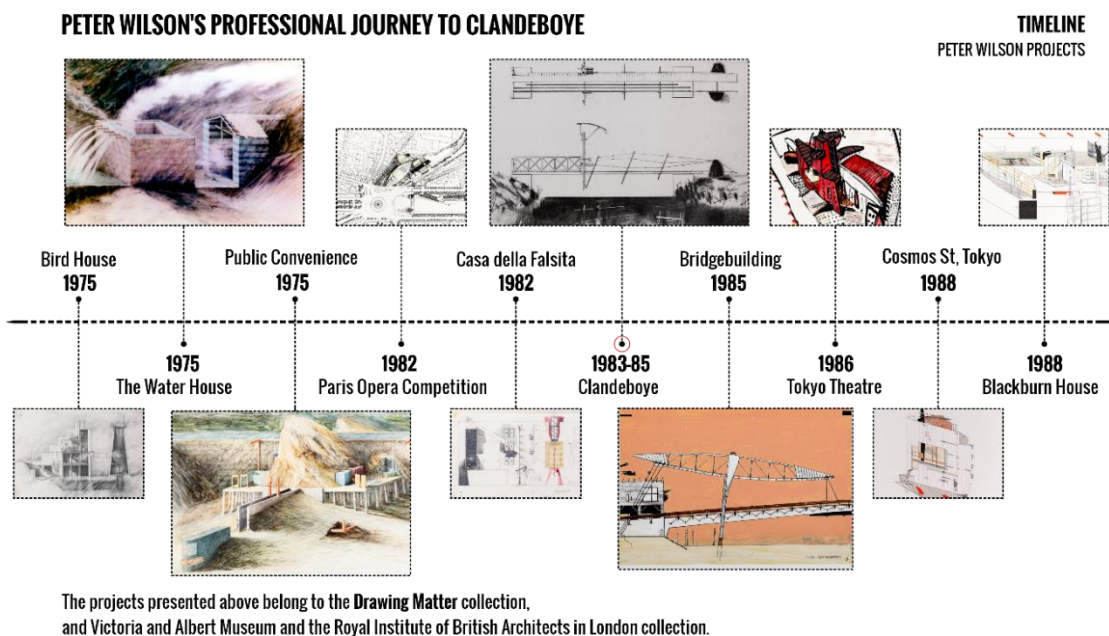 PETER WILSON'S PROFESSIONAL JOURNEY TO CLANDEBOYE
TIMELINE
PETER WILSON PROJECTS
Bird House
1975
Public Convenience
1975
Casa della Falsita
1982
Bridgebuilding
1985
Cosmos St, Tokyo
1988
1975
The Water House
1982
Paris Opera Competition
1983-85
Clandeboye
1986
Tokyo Theatre
1988
Blackburn House
The projects presented above belong to the Drawing Matter collection,
and Victoria and Albert Museum and the Royal Institute of British Architects in London collection.